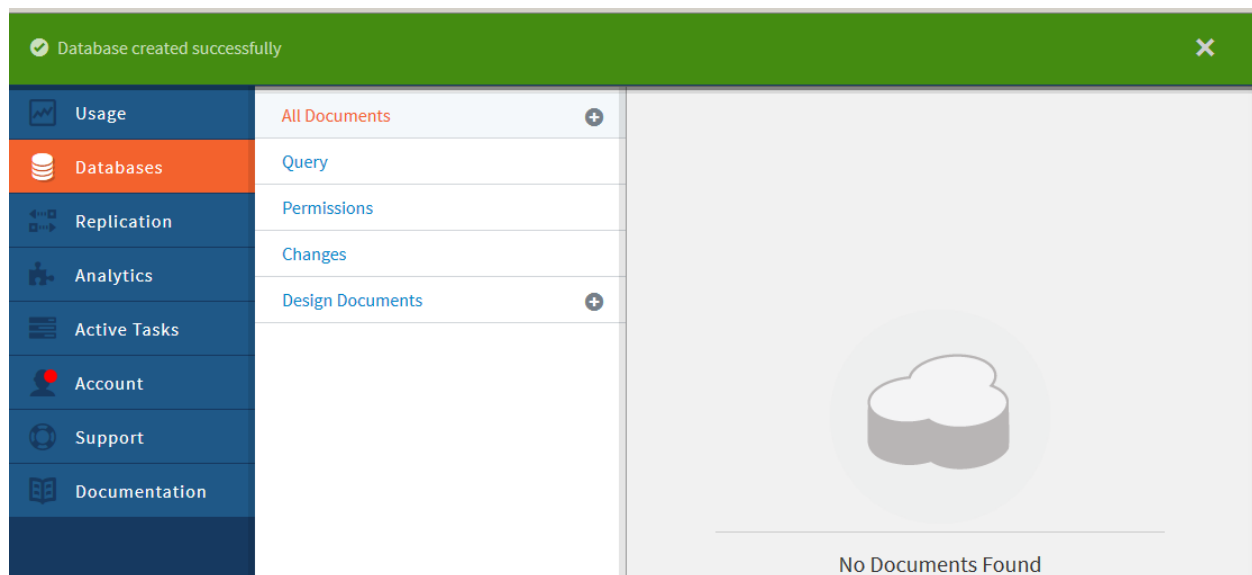 Database created successfully
Usage
Databases
Replication
Analytics
Active Tasks
Account
Support
Documentation
All Documents
Query
Permissions
Changes
Design Documents
No Documents Found